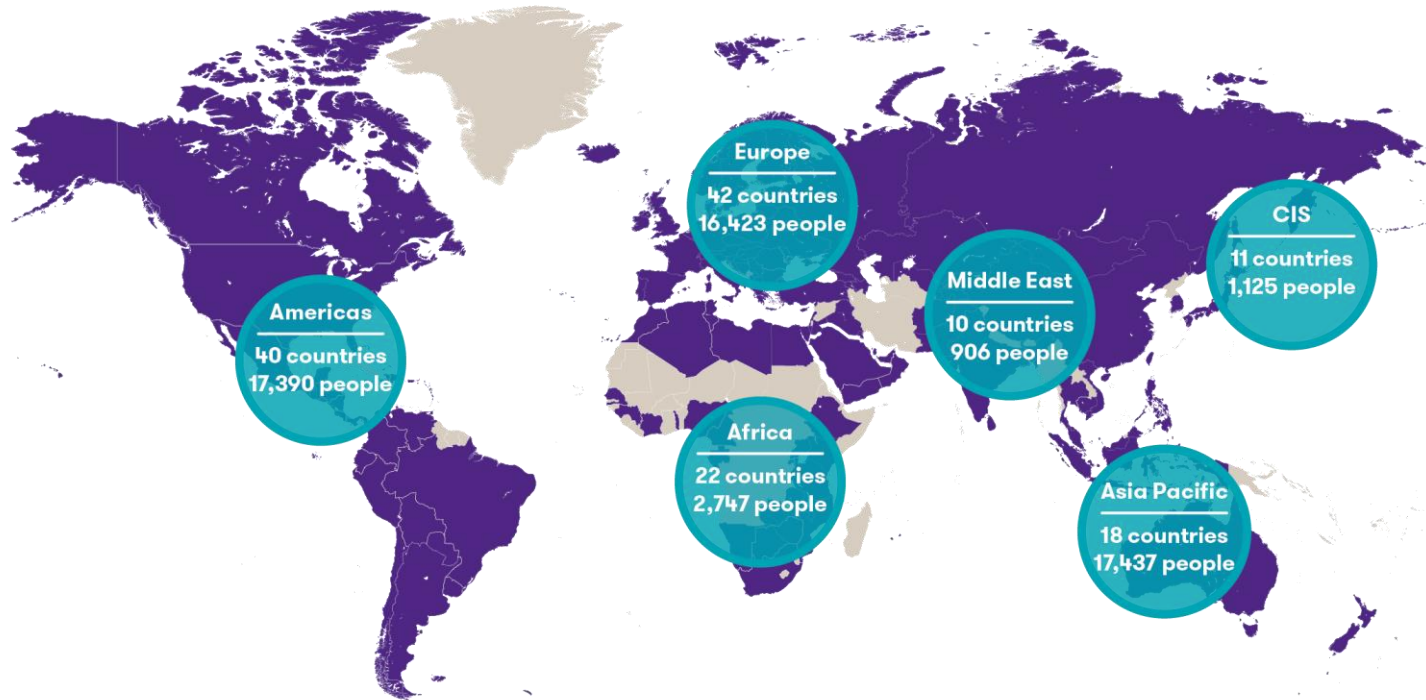 Europe
42 countries
16,423 people
CIS
11 countries
1,125 people
Middle East
10 countries
906 people
Americas
40 countries
17,390 people
Africa
22 countries
2,747 people
Asia Pacific
18 countries
17,437 people